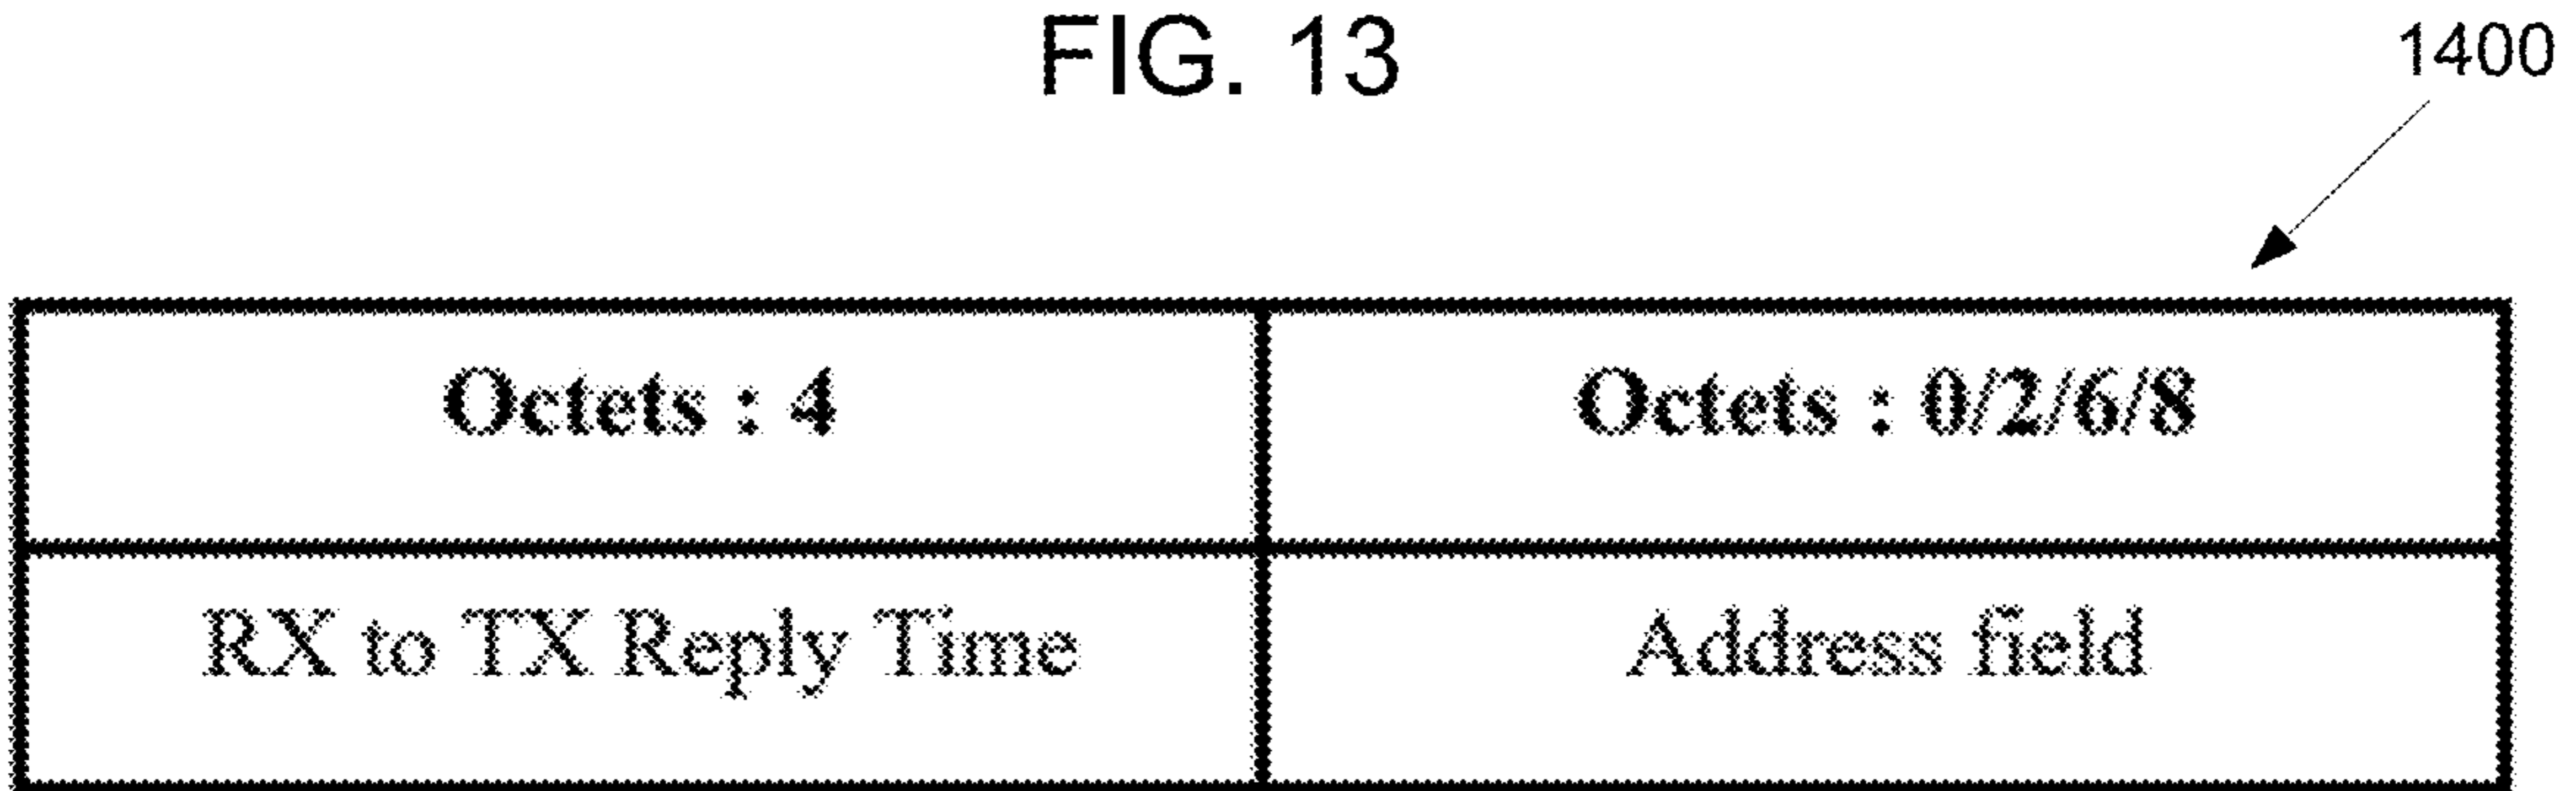 FIG. 13
1400
Octets : 4
Octets : 0/2/6/8
RX to TX Reply Time
Address field